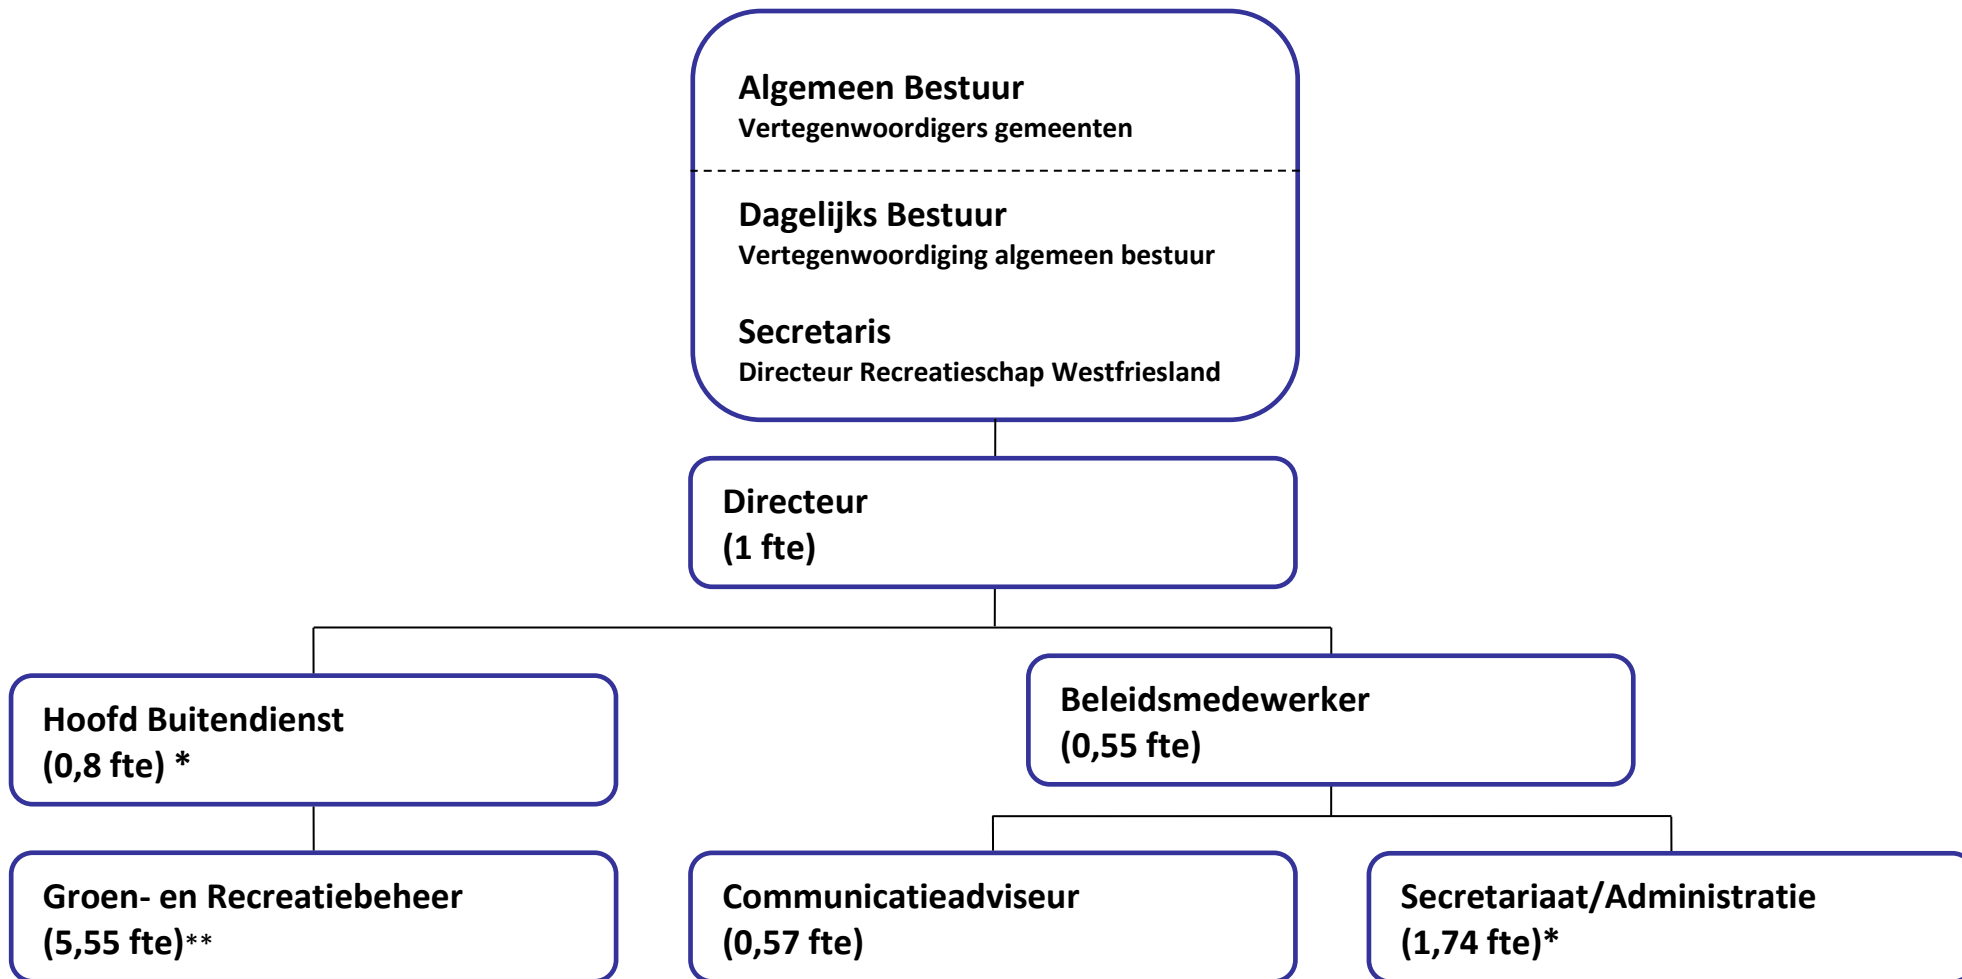 Algemeen Bestuur
Vertegenwoordigers gemeenten
Dagelijks Bestuur
Vertegenwoordiging algemeen bestuur
Secretaris
Directeur Recreatieschap Westfriesland
Directeur
(1 fte)
Hoofd Buitendienst
(0,8 fte) *
Beleidsmedewerker
(0,55 fte)
Groen- en Recreatiebeheer
(5,55 fte)**
Communicatieadviseur
(0,57 fte)
Secretariaat/Administratie
(1,74 fte)*